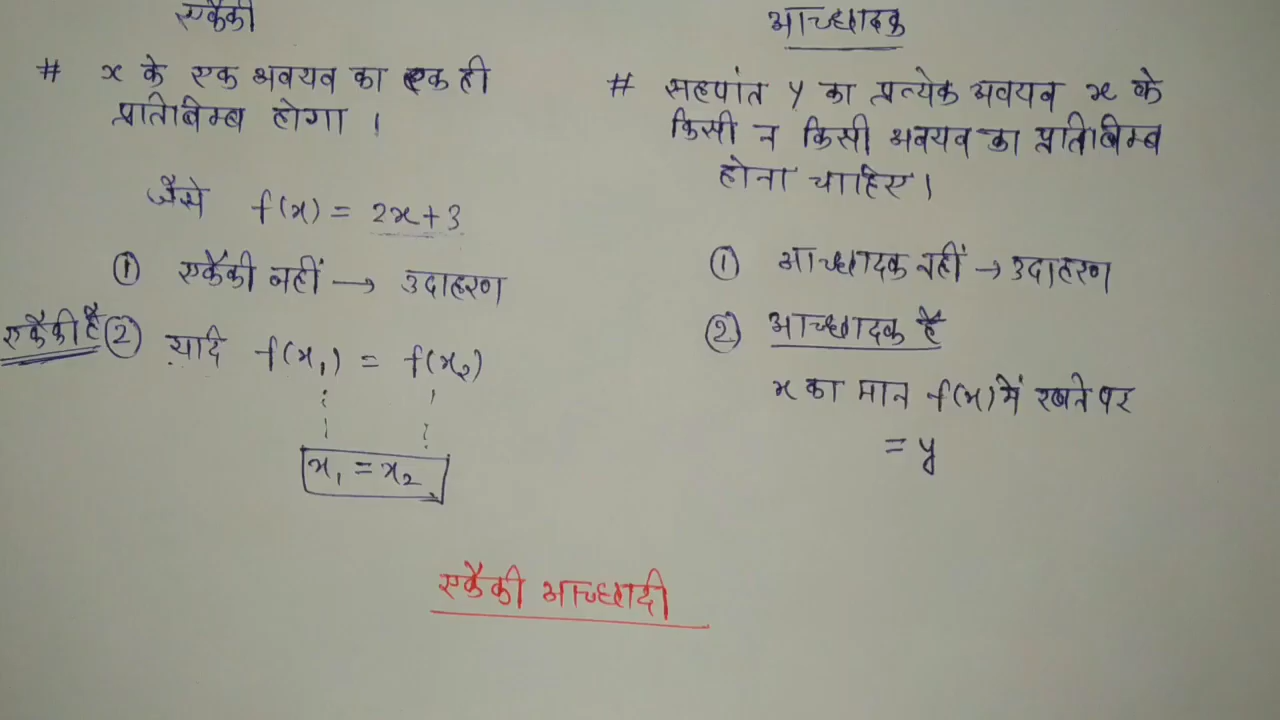 एकैकी
# x के एक अवयव का एक ही
प्रतिबिम्ब होगा ।
जैसे f(x) = 2x+3
① एकैकी नहीं → उदाहरण
एकैकी है ② यदि f(x₁) = f(x₂)
x₁ = x₂
आच्छादक
# सहप्रांत y का प्रत्येक अवयव x के
किसी न किसी अवयव का प्रतिबिम्ब
होना चाहिए ।
① आच्छादक नहीं → उदाहरण
② आच्छादक है
x का मान f(x) में रखने पर
= y
एकैकी आच्छादी